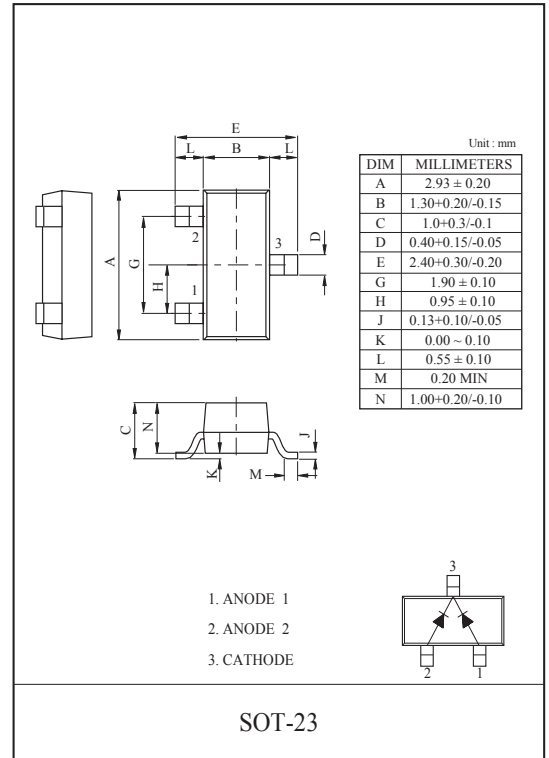 E
L B L
2
3
D
A
G
H
1
Unit : mm
DIM MILLIMETERS
A 2.93 ± 0.20
B 1.30+0.20/-0.15
C 1.0+0.3/-0.1
D 0.40+0.15/-0.05
E 2.40+0.30/-0.20
G 1.90 ± 0.10
H 0.95 ± 0.10
J 0.13+0.10/-0.05
K 0.00 ~ 0.10
L 0.55 ± 0.10
M 0.20 MIN
N 1.00+0.20/-0.10
C
N
J
K
M
1. ANODE 1
2. ANODE 2
3. CATHODE
3
2 1
SOT-23